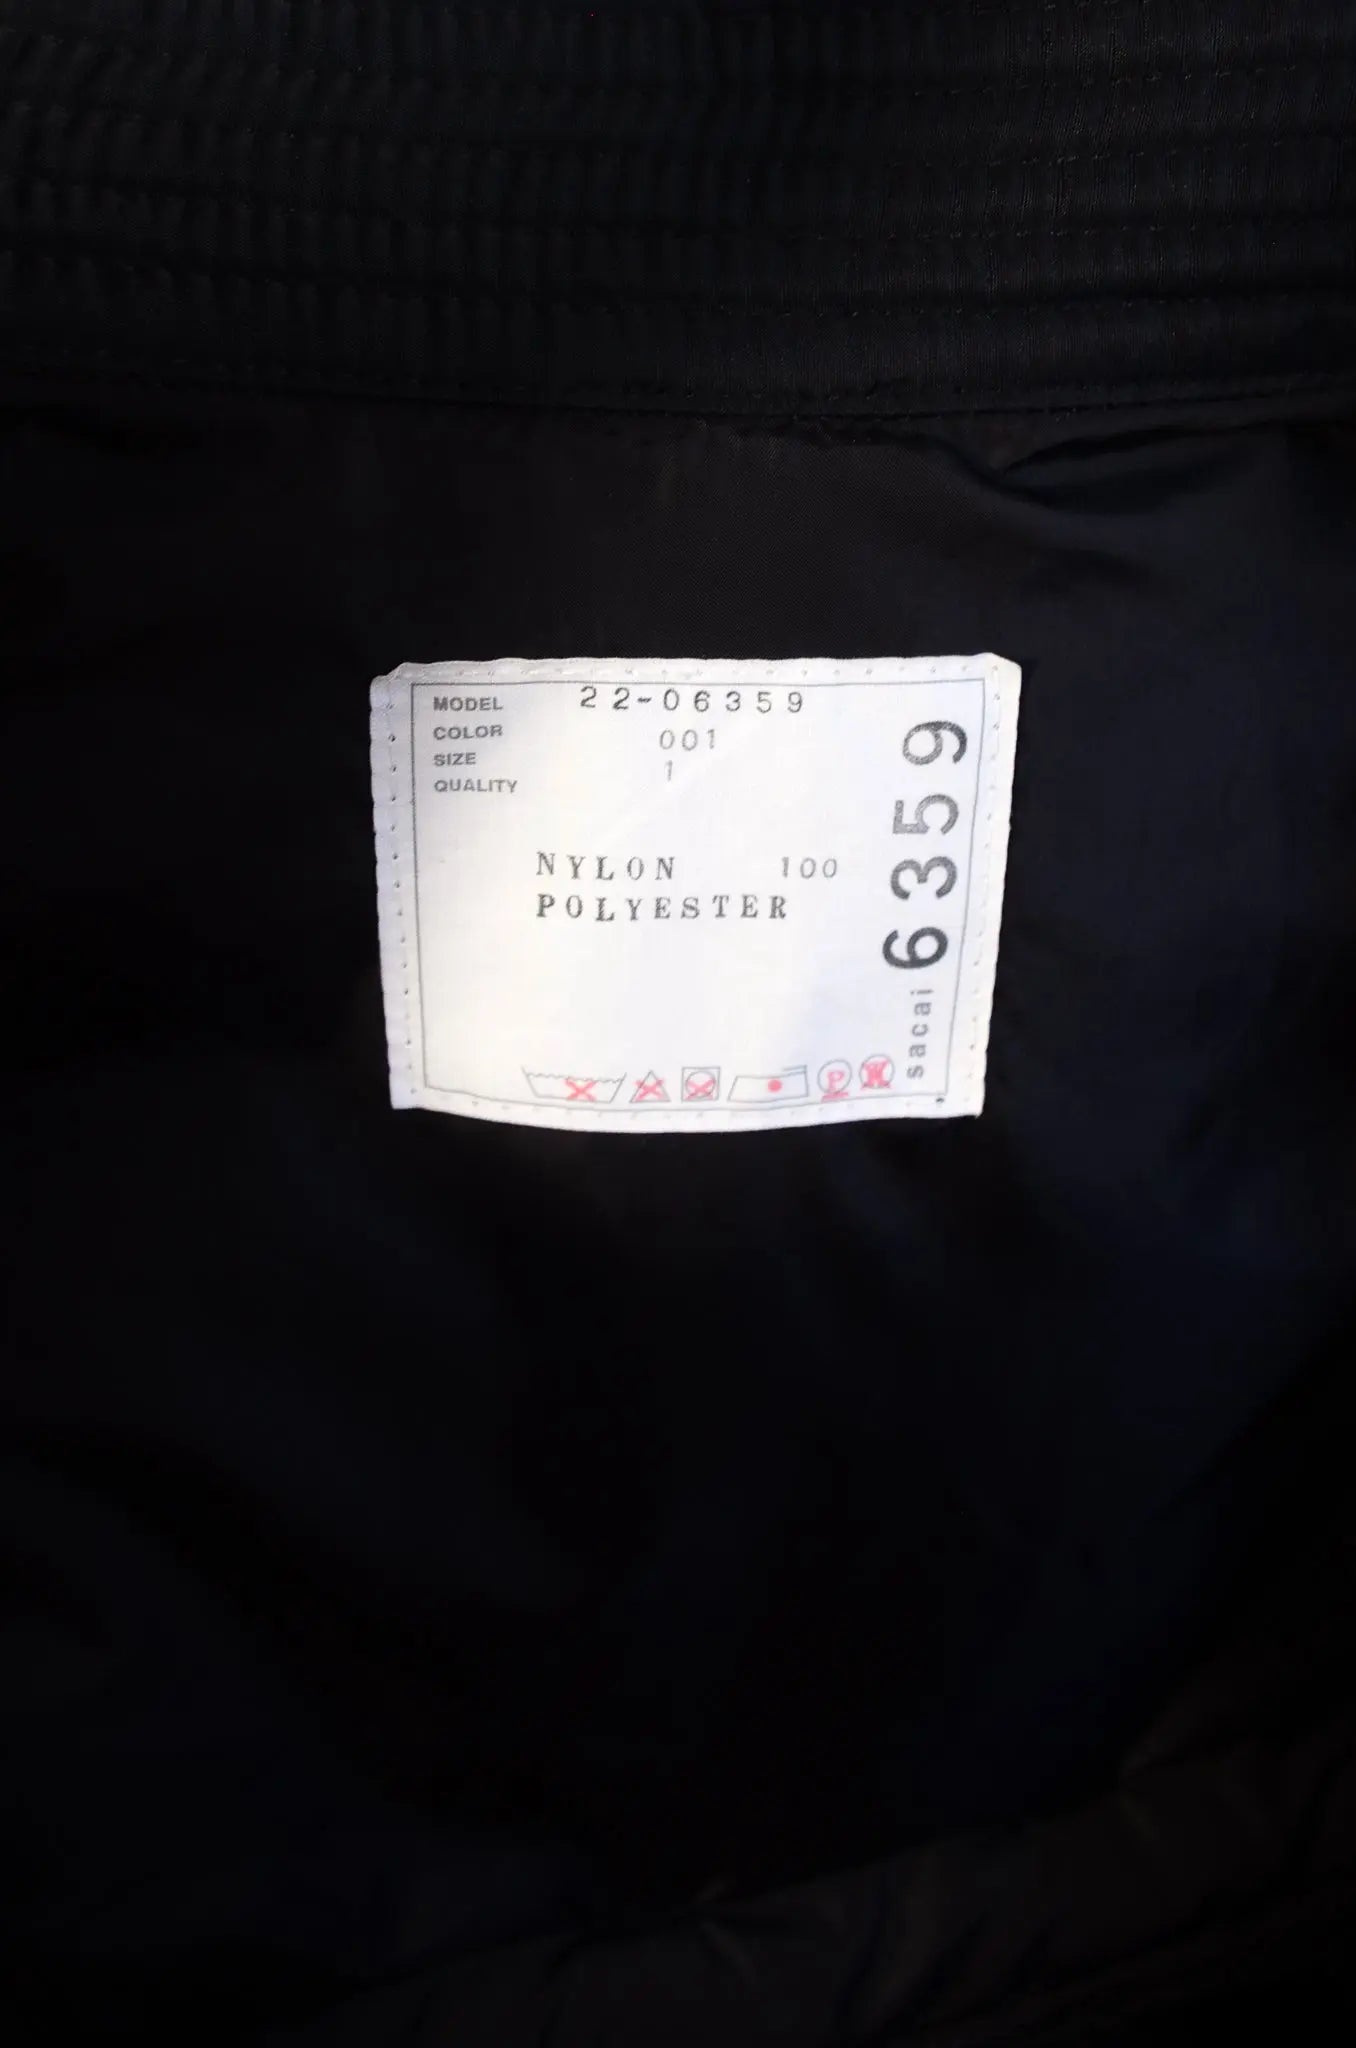 MODEL 22-06359
COLOR 001
SIZE 1
QUALITY
NYLON 100
POLYESTER
P
W
sacai 6359